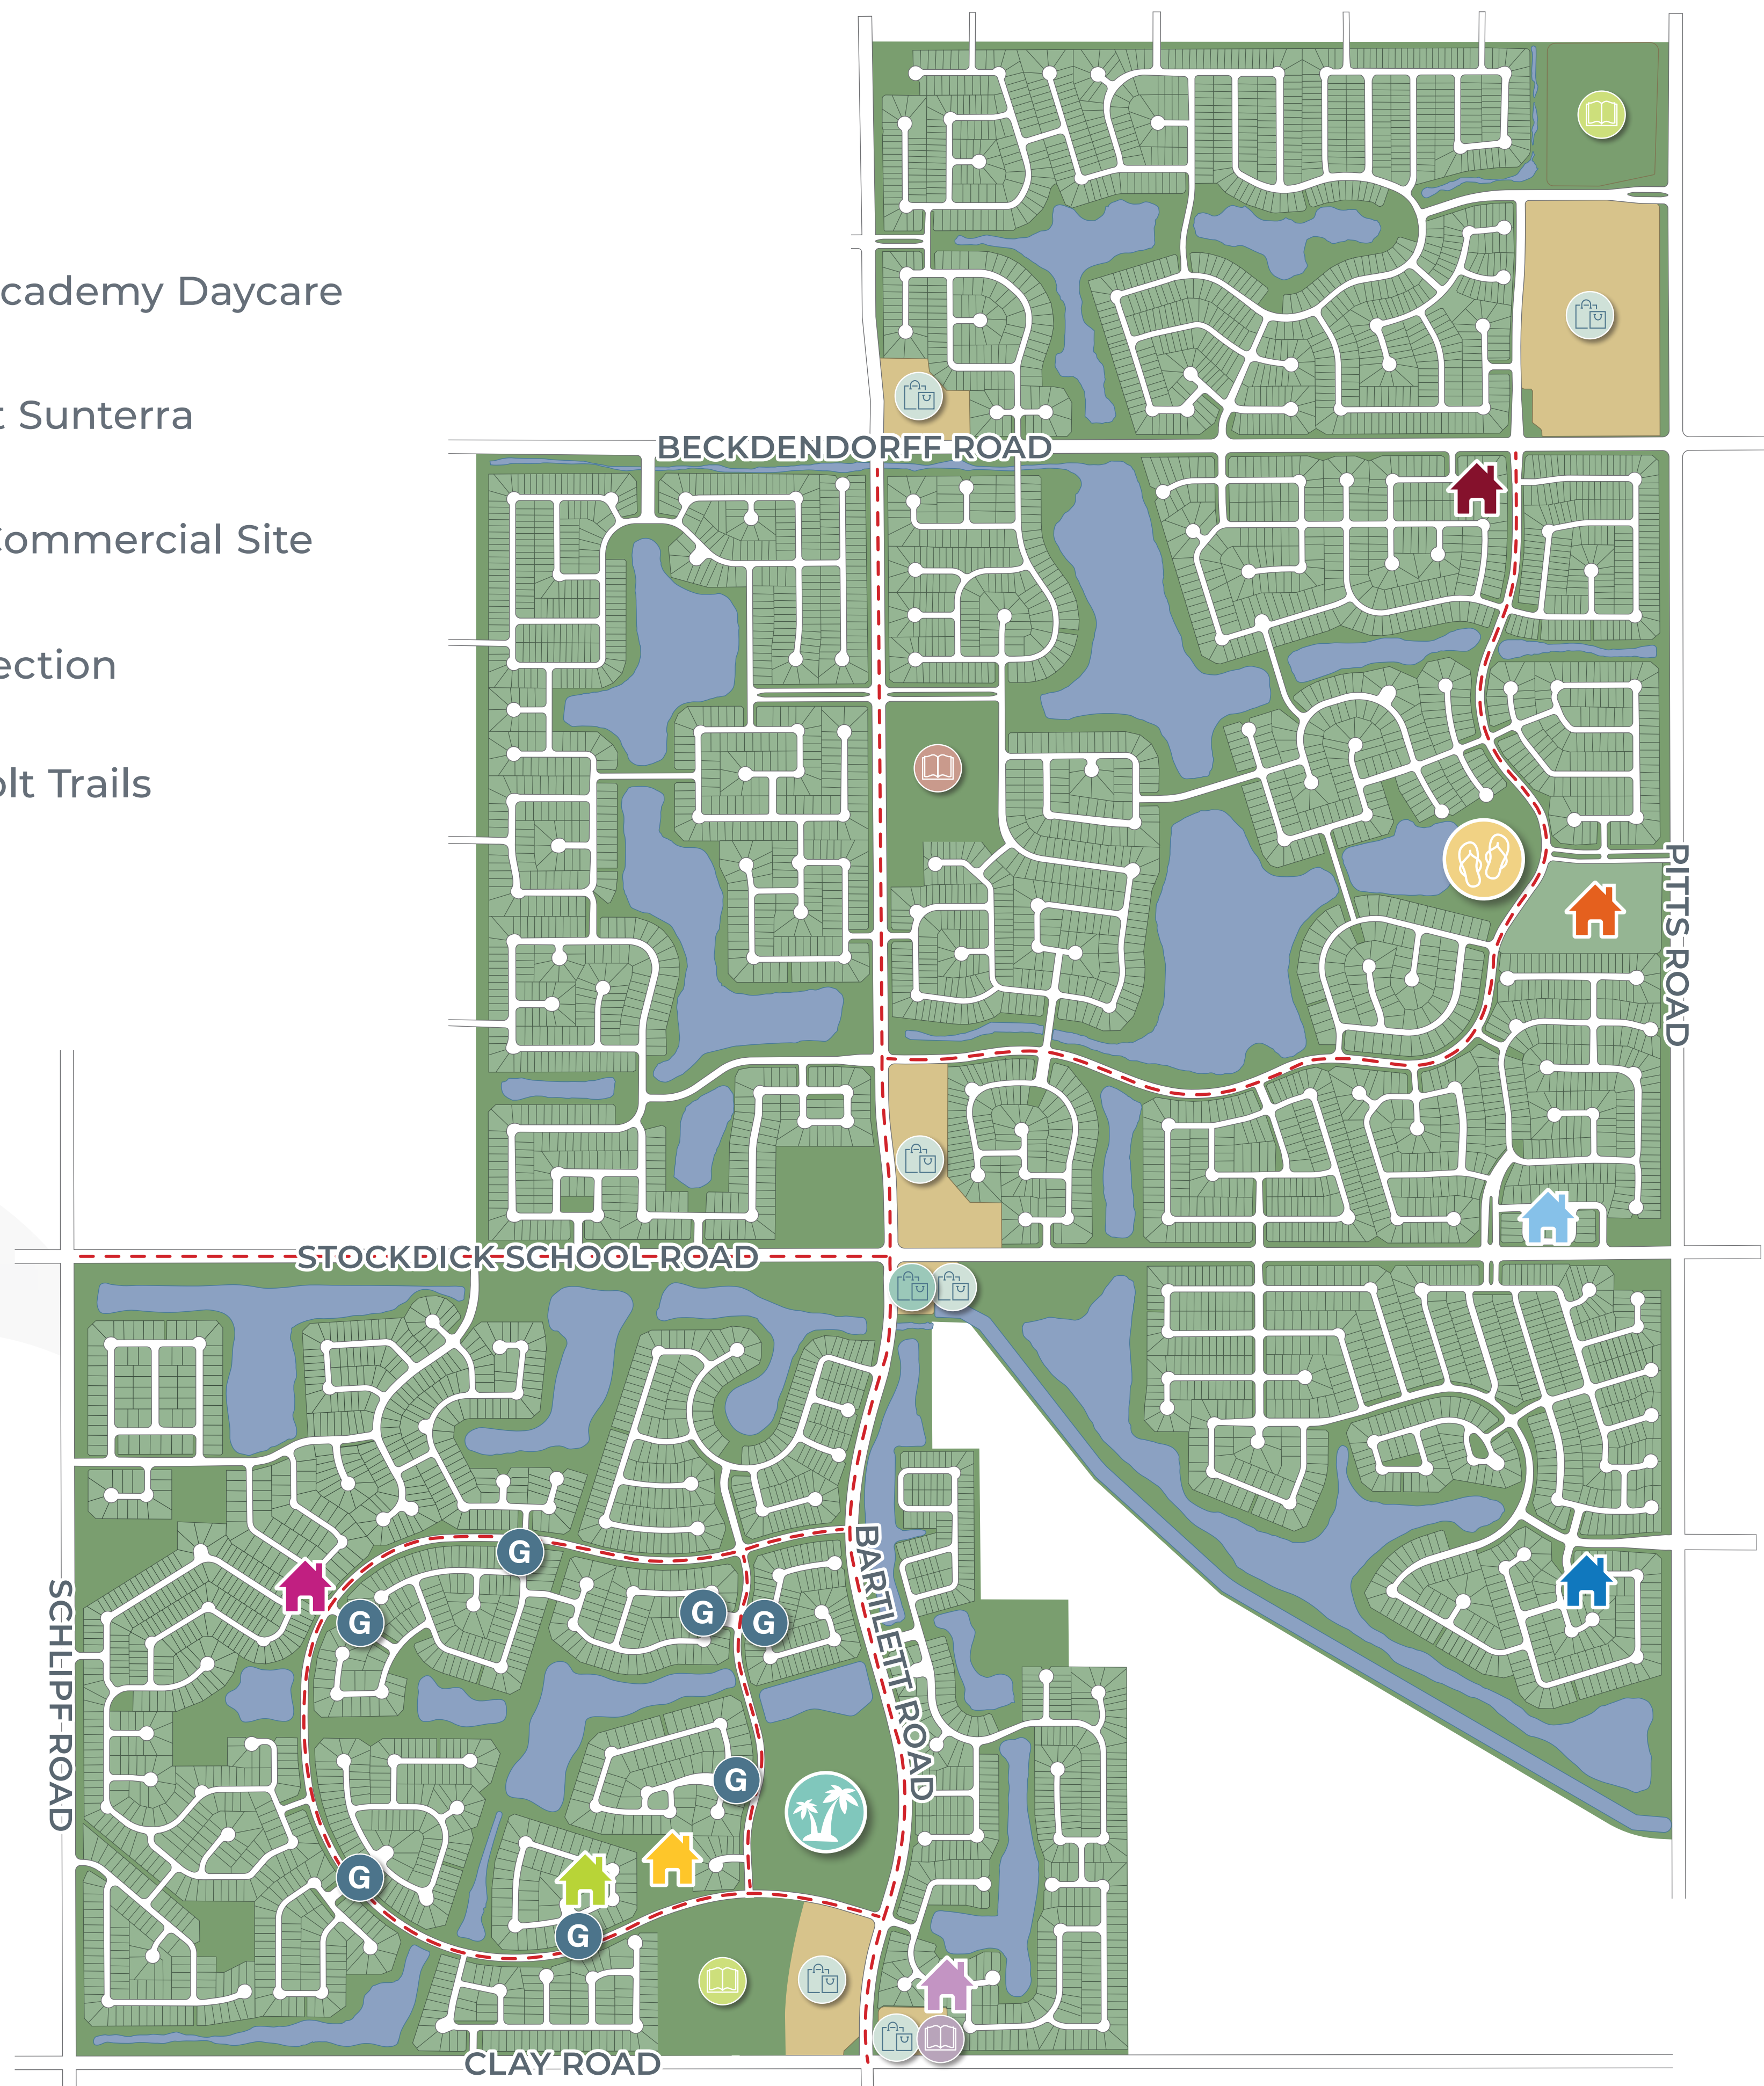 cademy Daycare
t Sunterra
Commercial Site
ection
olt Trails
BECKDENDORFF ROAD
PITTS ROAD
STOCKDICK SCHOOL ROAD
BARTLETT ROAD
SCHLIPF ROAD
G
G
G
G
G
G
G
CLAY ROAD